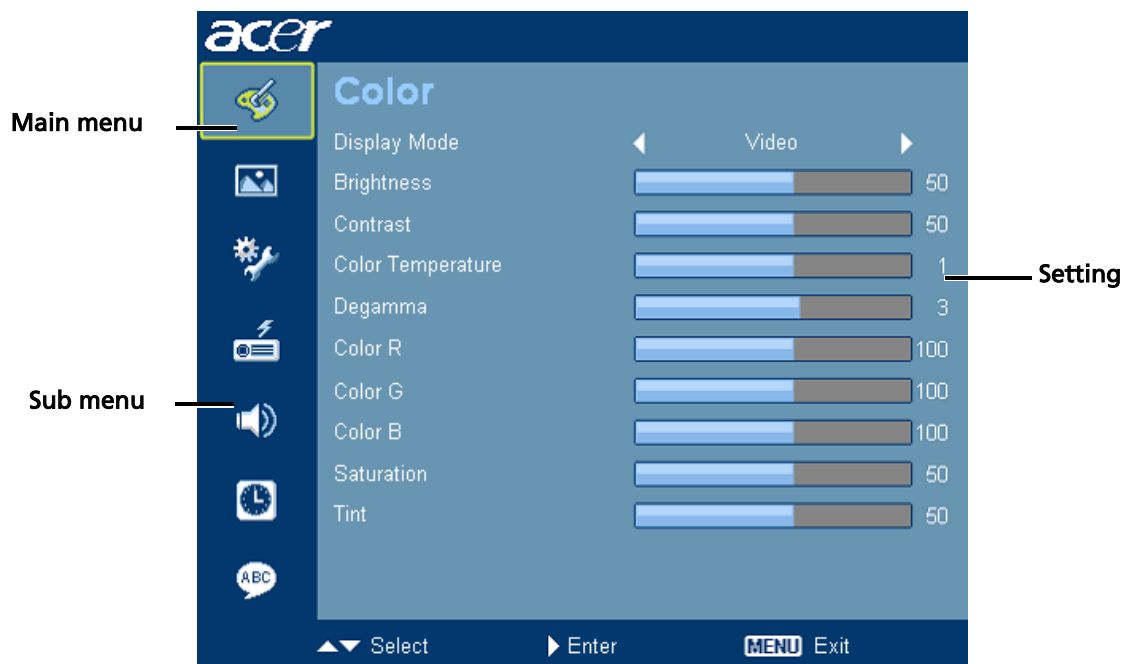 acer
Color
Main menu
Display Mode Video
Brightness 50
Contrast 50
Color Temperature 1
Setting
Degamma 3
Color R 100
Color G 100
Sub menu
Color B 100
Saturation 50
Tint 50
ABC
Select Enter MENU Exit